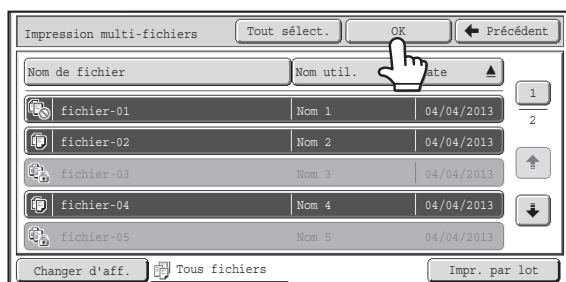 Impression multi-fichiers Tout sélect. OK Précédent
Nom de fichier Nom util. ate
fichier-01 Nom 1 04/04/2013
1
2
fichier-02 Nom 2 04/04/2013
fichier-03 Nom 3 04/04/2013
fichier-04 Nom 4 04/04/2013
fichier-05 Nom 5 04/04/2013
Changer d'aff. Tous fichiers Impr. par lot